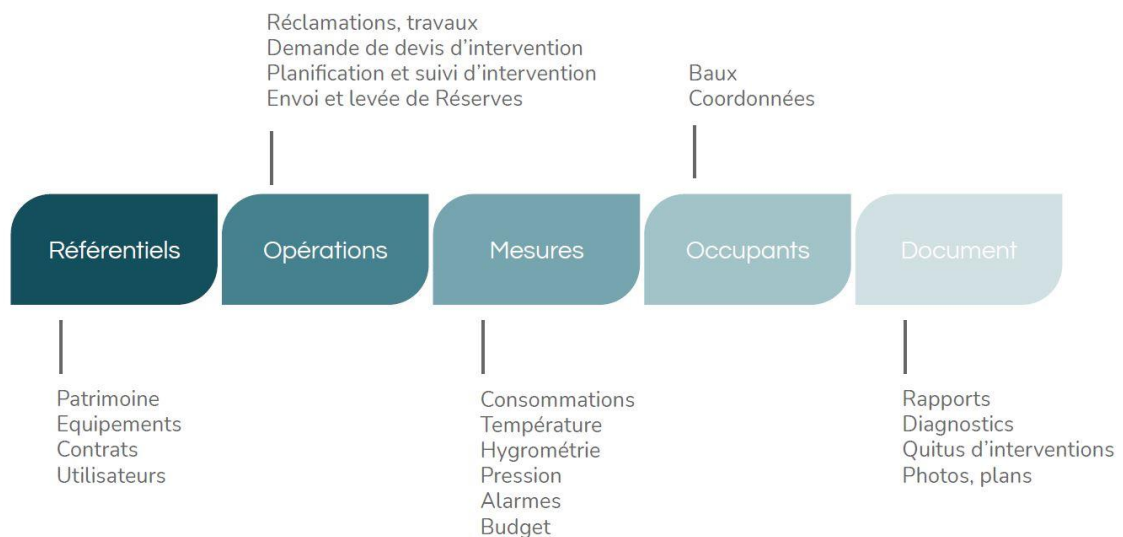 Réclamations, travaux
Demande de devis d'intervention
Planification et suivi d'intervention
Envoi et levée de Réserves
Baux
Coordonnées
Référentiels
Opérations
Mesures
Occupants
Document
Patrimoine
Equipements
Contrats
Utilisateurs
Consommations
Température
Hygrométrie
Pression
Alarmes
Budget
Rapports
Diagnostics
Quitus d'interventions
Photos, plans